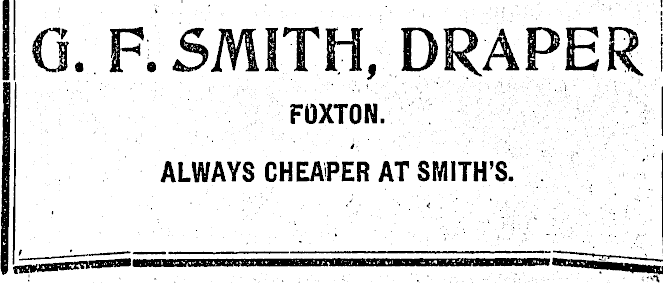 G. F. SMITH, DRAPER
FOXTON.
ALWAYS CHEAPER AT SMITH'S.